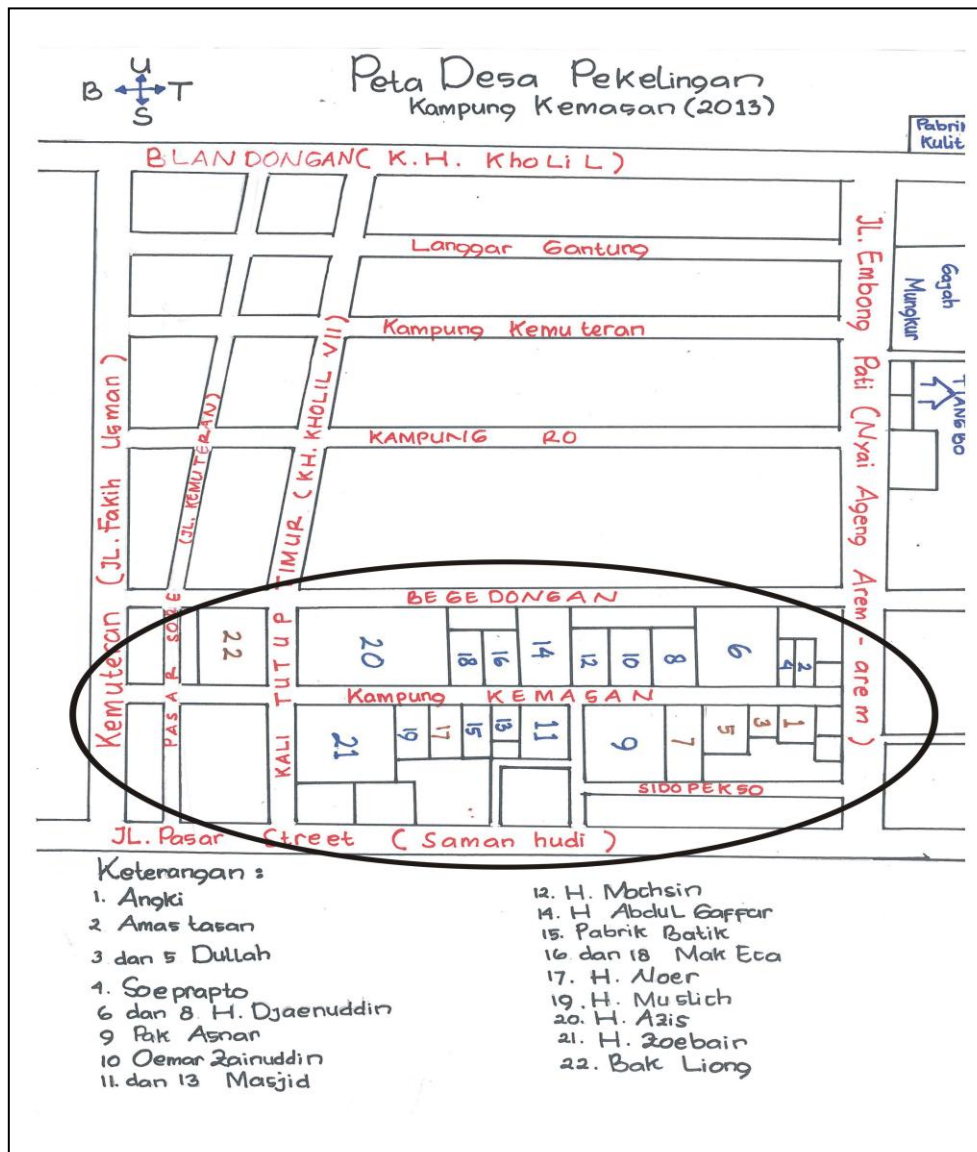 Peta Desa Pekelingan
Kampung Kemasan (2013)
U
B T
S
Pabrik
Kulit
BLANDONGAN (K.H. KhoLiL)
Langgar Gantung
Kampung Kemuteran
KAMPUNG RO
BEGEDONGAN
Kampung KEMASAN
SIDOPEKSO
JL. Pasar Street (Saman hudi)
Kemuteran (JL. Fakih Usman)
PASAR SORE (JL. KEMUTERAN)
KALI TUTUP TIMUR (KH. KHOLIL VII)
JL. Embong Pati (Nyai Ageng Arem-arem)
Gajah
Mungkur
TJANGBO
22 20 18 16 14 12 10 8 6 4 2
21 19 17 15 13 11 9 7 5 3 1
Keterangan :
1. Angki
2 Amas tasan
3 dan 5 Dullah
4. Soeprapto
6 dan 8. H. Djaenuddin
9 Pak Asnar
10 Oemar Zainuddin
11. dan 13 Masjid
12. H. Mochsin
14. H Abdul Gaffar
15. Pabrik Batik
16 dan 18 Mak Eca
17. H. Noer
19. H. Muslich
20. H. Azis
21. H. Zoebair
22. Bak Liong